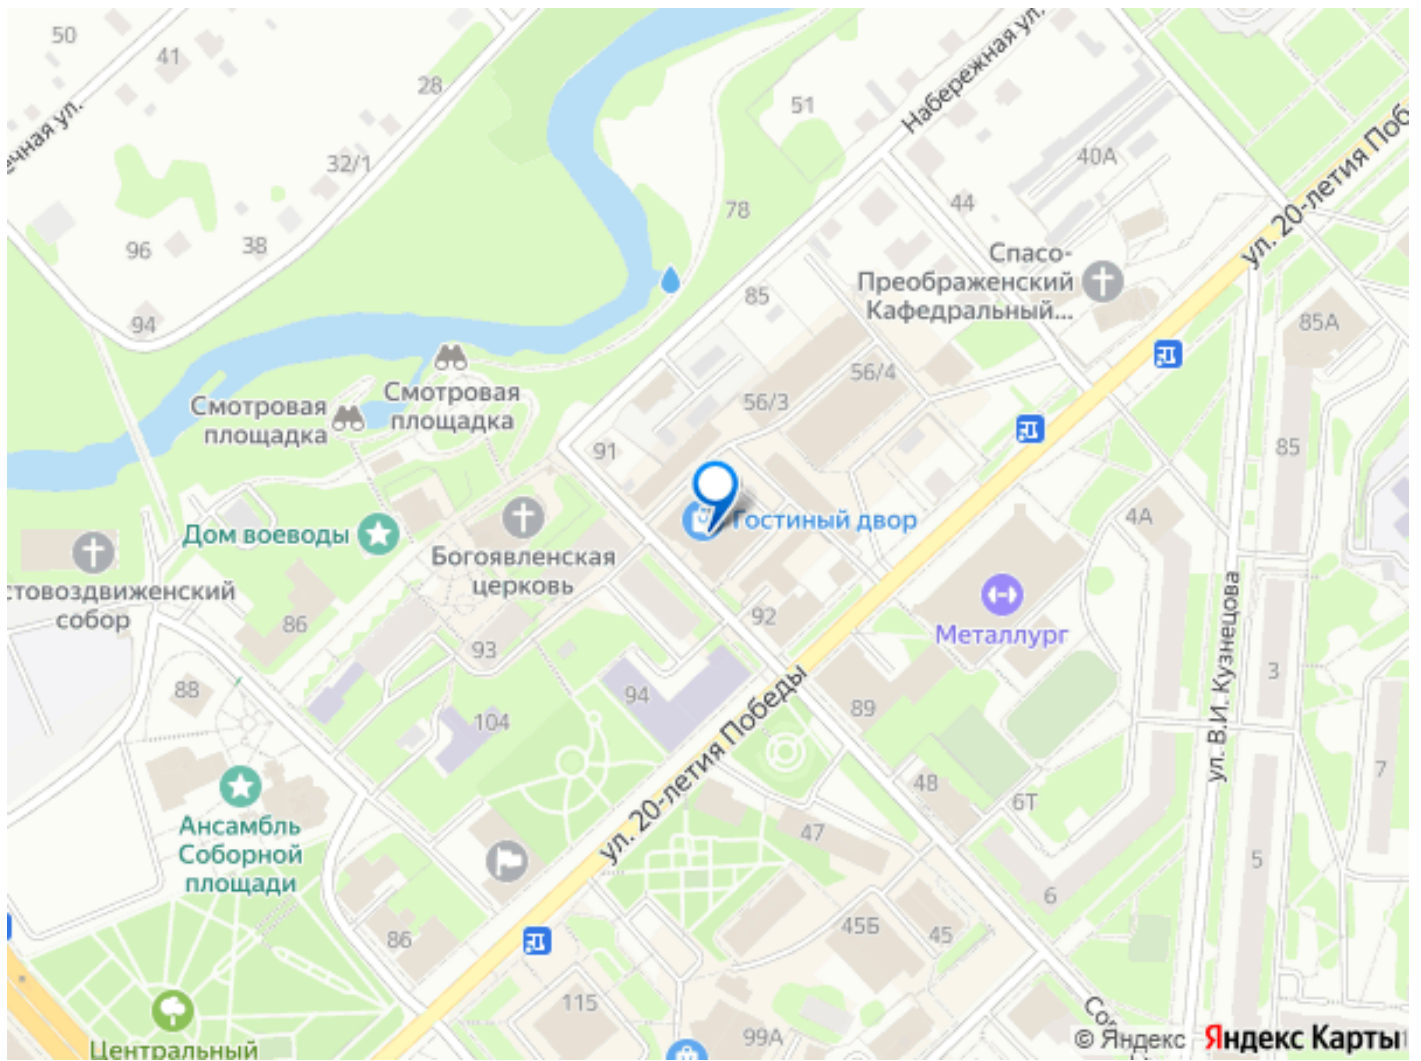 50
41
28
ечная ул.
32/1
96
38
94
51
Набережная ул.
40А
44
78
ул. 20-летия Поб
Спасо-
Преображенский
Кафедральный...
85
85А
56/4
56/3
Смотровая
площадка
Смотровая
площадка
91
85
4А
Гостиный двор
Дом воеводы
Богоявленская
церковь
стовоздвиженский
собор
86
93
92
Металлург
ул. В.И. Кузнецова
3
88
104
94
89
ул. 20-летия Победы
48
6Т
7
47
5
6
Ансамбль
Соборной
площади
86
45Б
45
115
99А
Центральный
© Яндекс
Яндекс Карты